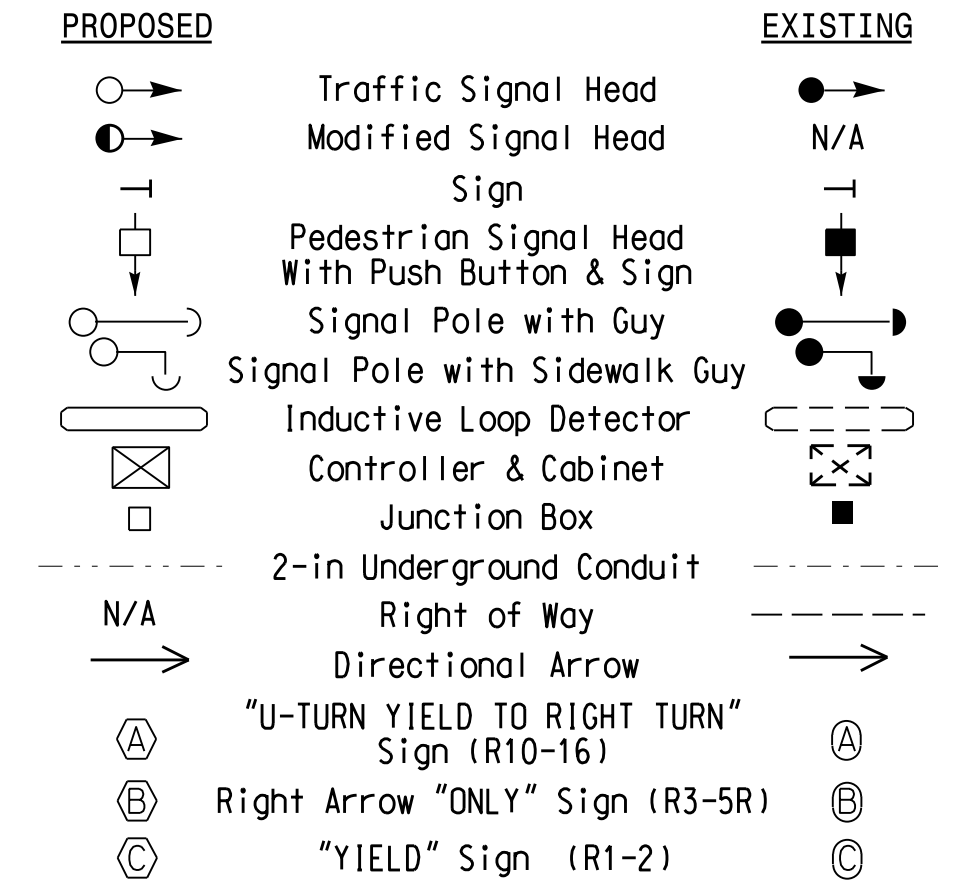 PROPOSED EXISTING
Traffic Signal Head
Modified Signal Head N/A
Sign
Pedestrian Signal Head
With Push Button & Sign
Signal Pole with Guy
Signal Pole with Sidewalk Guy
Inductive Loop Detector
Controller & Cabinet
Junction Box
2-in Underground Conduit
N/A Right of Way
Directional Arrow
"U-TURN YIELD TO RIGHT TURN"
A Sign (R10-16) A
B Right Arrow "ONLY" Sign (R3-5R) B
C "YIELD" Sign (R1-2) C